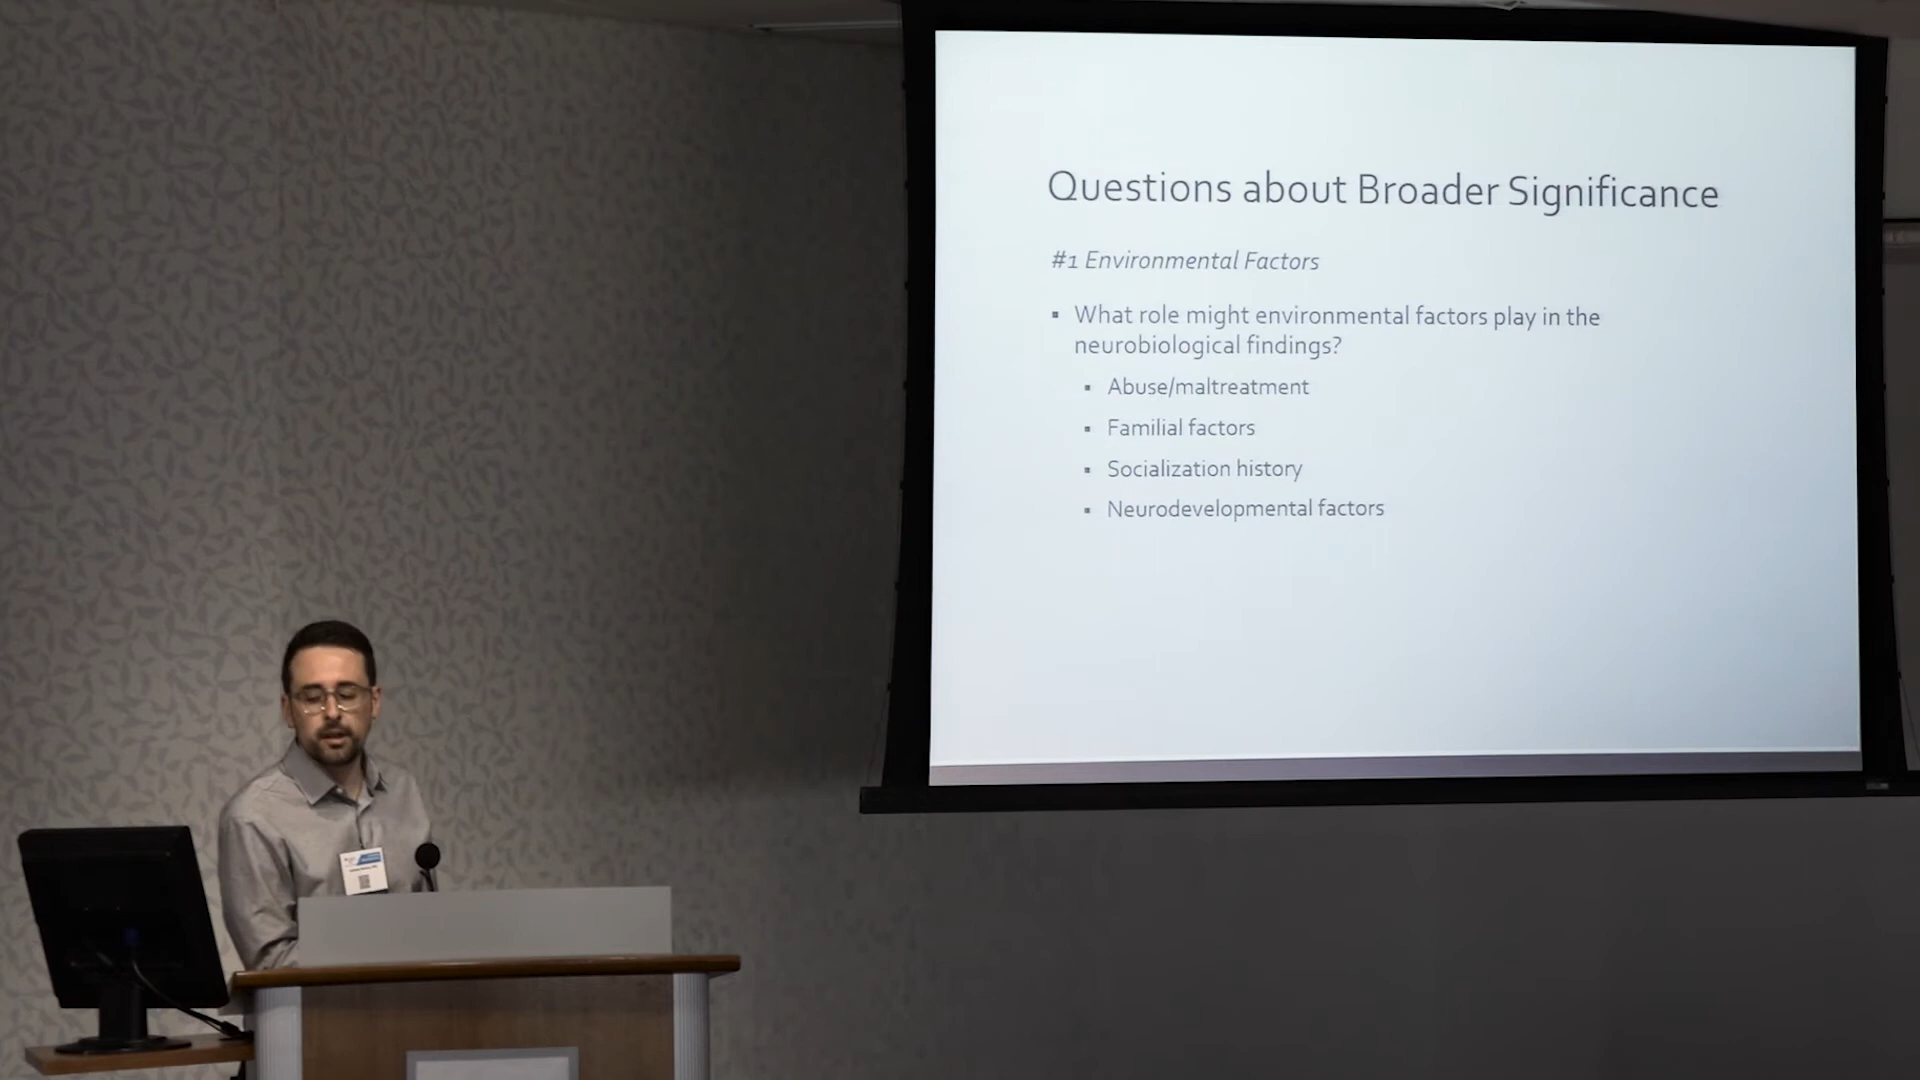 Questions about Broader Significance
#1 Environmental Factors
▪ What role might environmental factors play in the
neurobiological findings?
▪ Abuse/maltreatment
▪ Familial factors
▪ Socialization history
▪ Neurodevelopmental factors